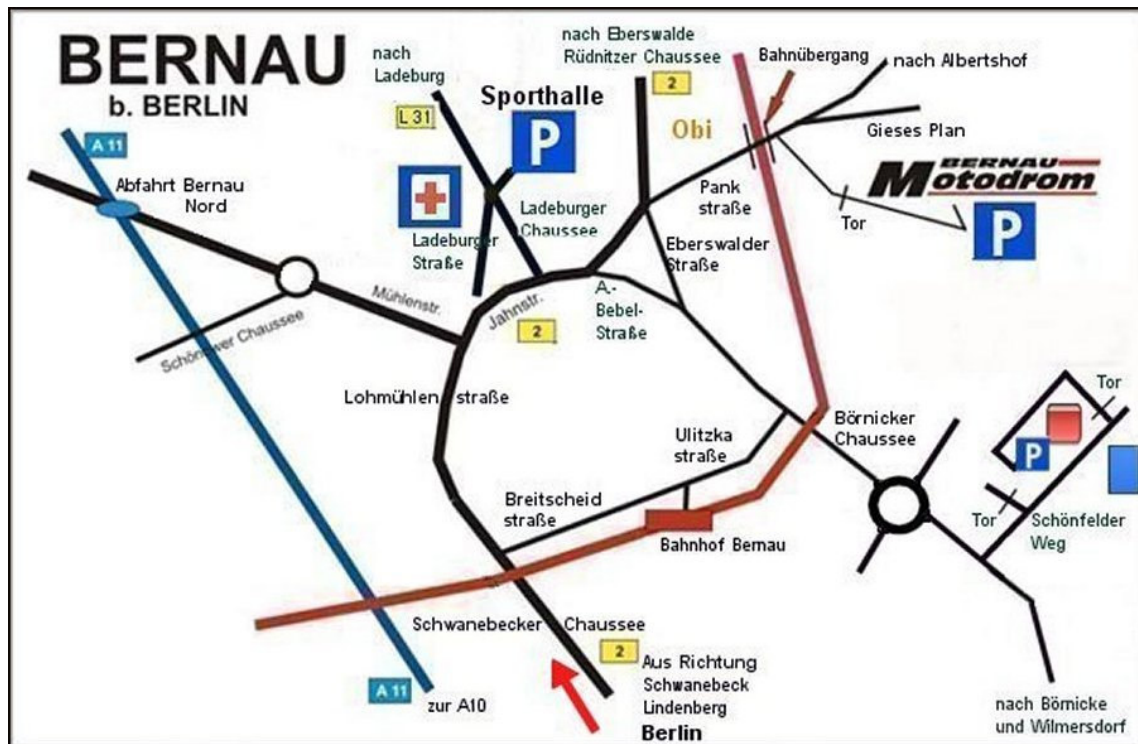 BERNAU
b. BERLIN
nach
Ladeburg
L 31
Sporthalle
P
nach Eberswalde
Rüdnitzer Chaussee
2
Obi
Bahnübergang
nach Albertshof
Gieses Plan
BERNAU
Motodrom
P
Tor
Pank
straße
A 11
Abfahrt Bernau
Nord
Ladeburger
Chaussee
Ladeburger
Straße
Eberswalder
Straße
A.-
Bebel-
Straße
Jahnstr.
2
Mühlenstr.
Schönower Chaussee
Lohmühlen straße
Ulitzka
straße
Börnicker
Chaussee
Tor
P
Tor
Schönfelder
Weg
Breitscheid
straße
Bahnhof Bernau
Schwanebecker Chaussee
2
Aus Richtung
Schwanebeck
Lindenberg
Berlin
A 11
zur A10
nach Börnicke
und Wilmersdorf